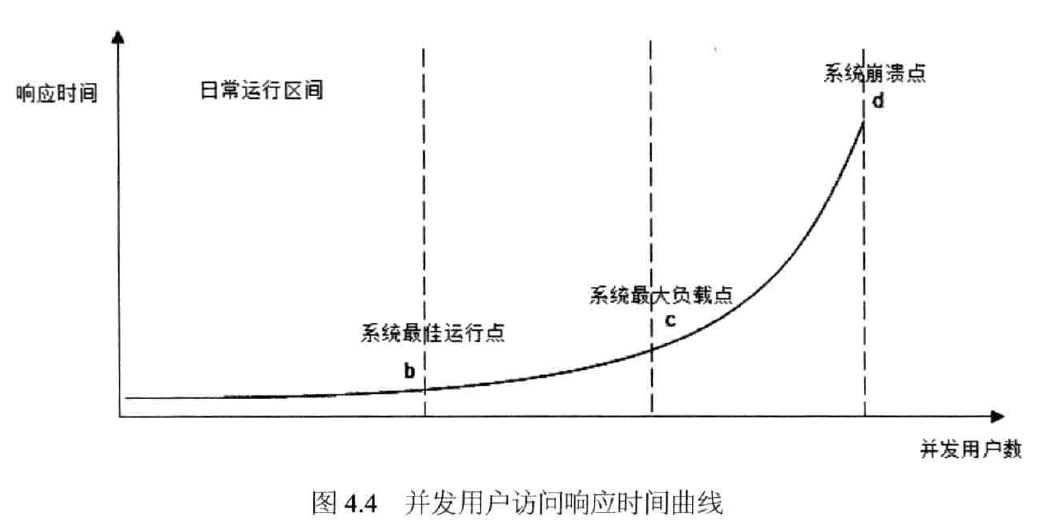 系统崩溃点
d
响应时间
日常运行区间
系统最大负载点
c
系统最佳运行点
b
并发用户数
图 4.4 并发用户访问响应时间曲线